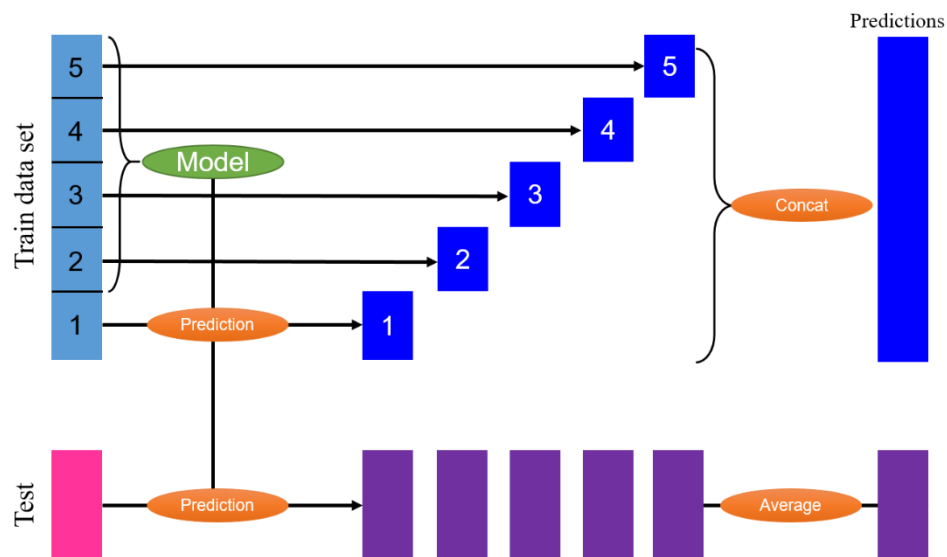 Predictions
Train data set
5
5
4
4
Model
3
3
Concat
2
2
1
Prediction
1
Test
Prediction
Average